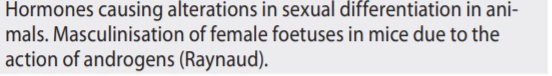 Hormones causing alterations in sexual differentiation in ani-
mals. Masculinisation of female foetuses in mice due to the
action of androgens (Raynaud).